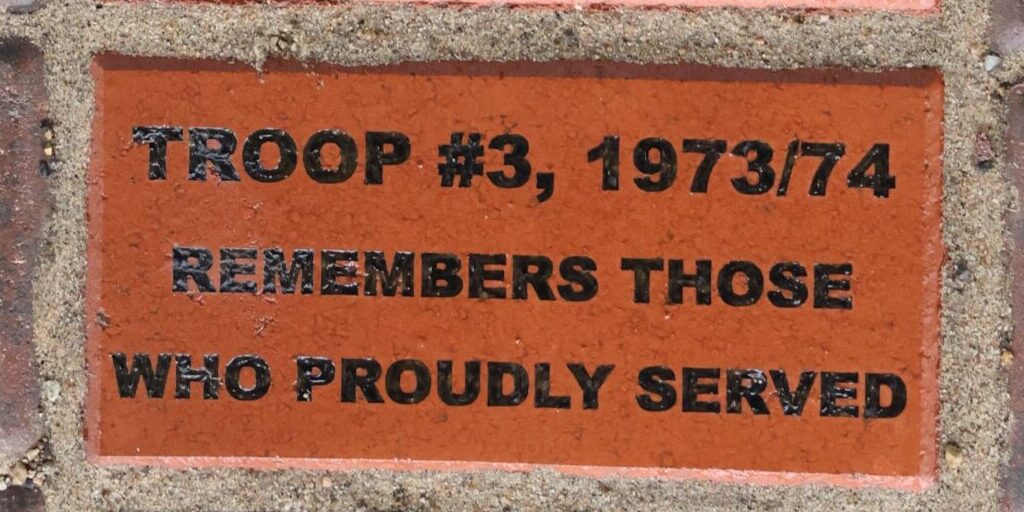 TROOP #3, 1973/74
REMEMBERS THOSE
WHO PROUDLY SERVED